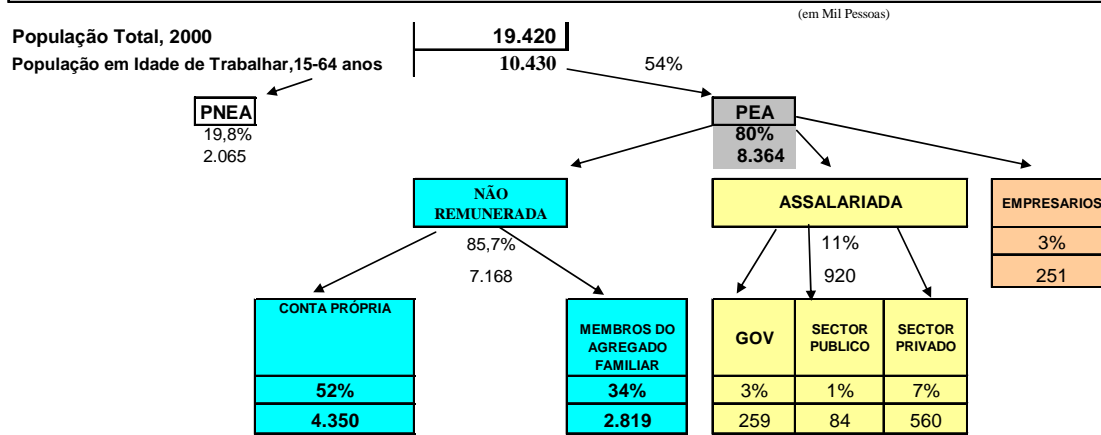 (em Mil Pessoas)
População Total, 2000 19.420
População em Idade de Trabalhar,15-64 anos 10.430 54%
PNEA PEA
19,8% 80%
2.065 8.364
NÃO
REMUNERADA
ASSALARIADA
EMPRESARIOS
85,7% 11% 3%
7.168 920 251
CONTA PRÓPRIA
MEMBROS DO
AGREGADO
FAMILIAR
GOV
SECTOR
PUBLICO
SECTOR
PRIVADO
52% 34% 3% 1% 7%
4.350 2.819 259 84 560